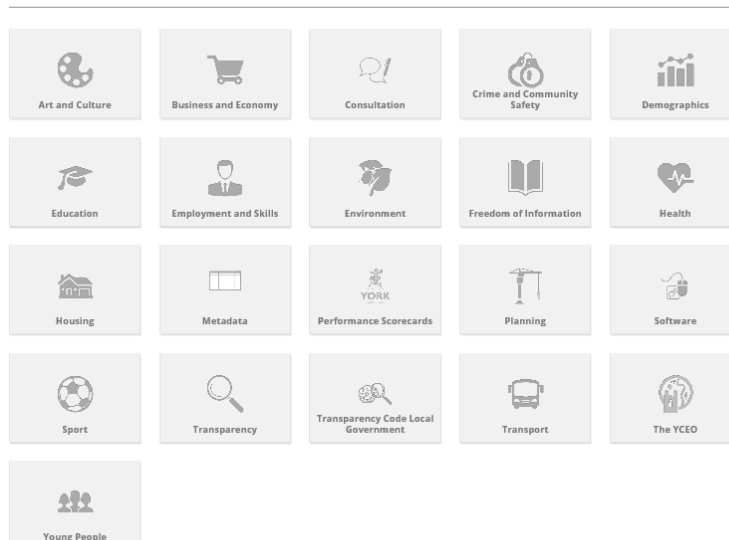 Art and Culture
Business and Economy
Consultation
Crime and Community
Safety
Demographics
Education
Employment and Skills
Environment
Freedom of Information
Health
Housing
Metadata
YORK
Performance Scorecards
Planning
Software
Sport
Transparency
Transparency Code Local
Government
Transport
The YCEO
Young People